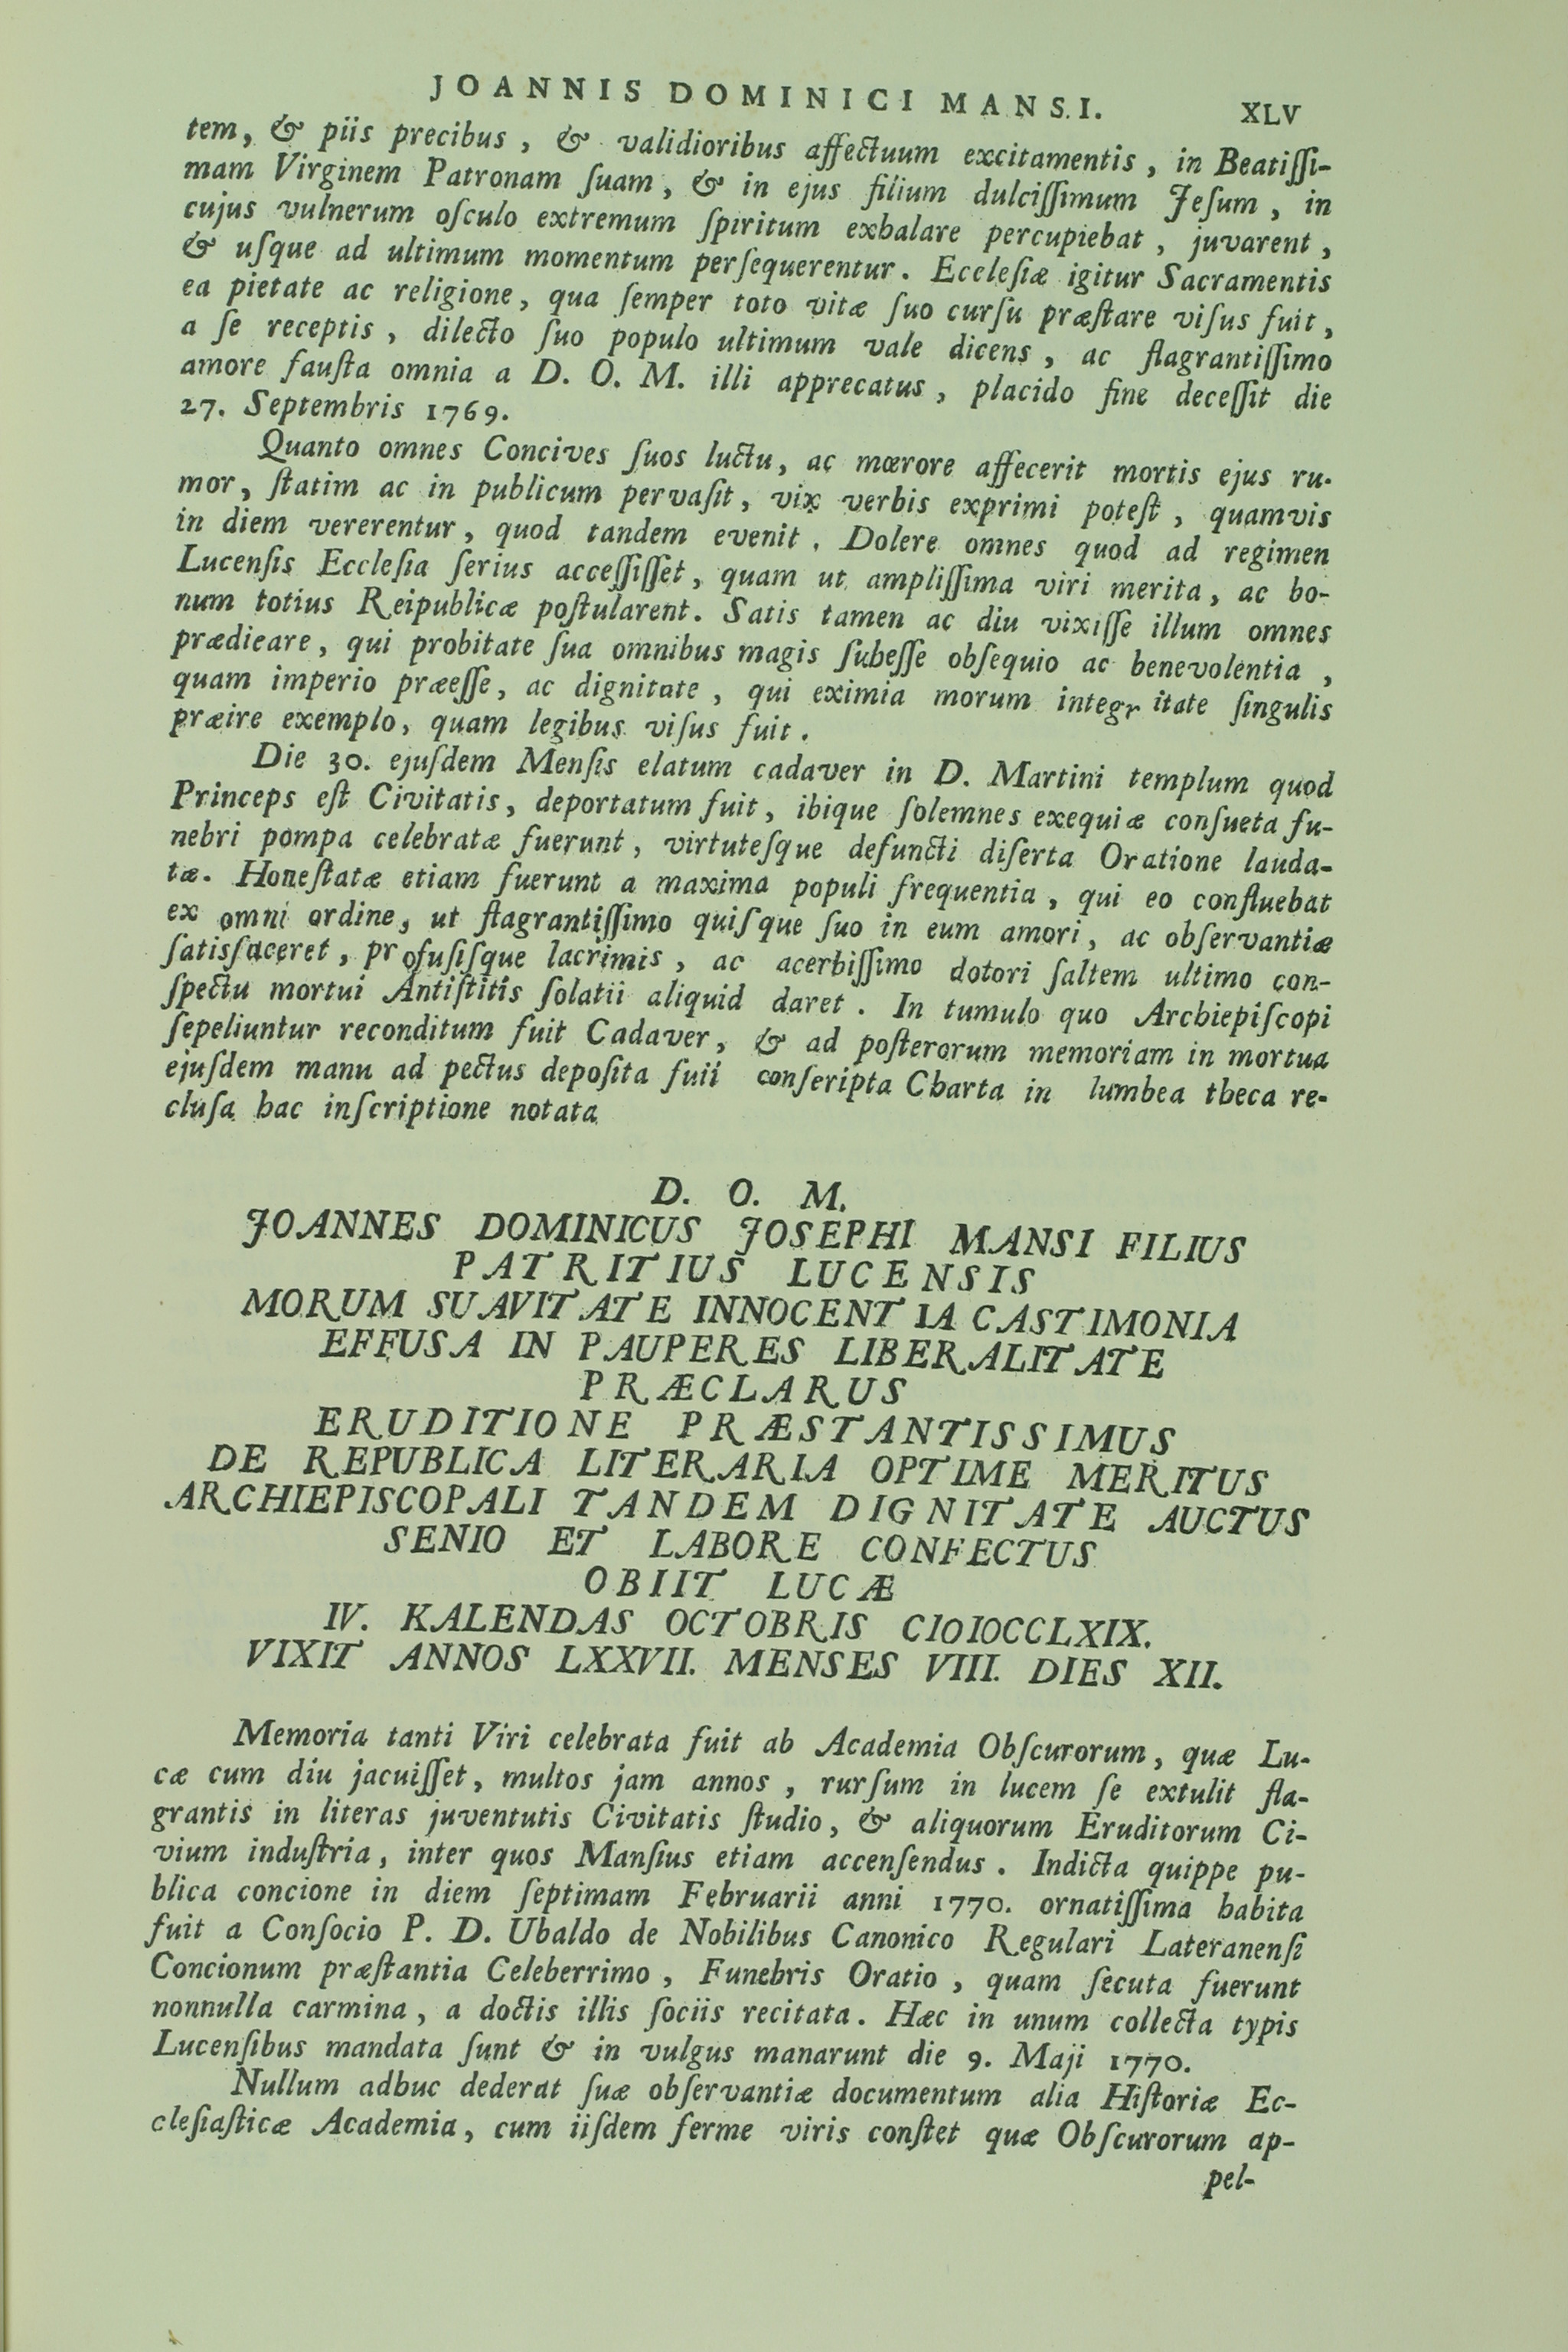 JOANNIS DOMINICI MANS.I. XLV
tem, & piis precibus, & validioribus affectuum excitamentis, in Beatiſſi-
mam Virginem Patronam ſuam, & in ejus filium dulciſſimum Jeſum, in
cujus vulnerum oſculo extremum ſpiritum exhalare percupiebat, juvarent,
& uſque ad ultimum momentum perſequerentur. Eccleſiæ igitur Sacramentis
ea pietate ac religione, qua ſemper toto vitæ ſuo curſu præſtare viſus fuit,
a ſe receptis, dilecto ſuo populo ultimum vale dicens, ac flagrantiſſimo
amore fauſta omnia a D. O. M. illi apprecatus, placido fine deceſſit die
27. Septembris 1769.
Quanto omnes Concives ſuos luctu, ac mœrore affecerit mortis ejus ru-
mor, ſtatim ac in publicum pervaſit, vix verbis exprimi poteſt, quamvis
in diem vererentur, quod tandem evenit. Dolere omnes quod ad regimen
Lucenſis Eccleſia ſerius acceſſiſſet, quam ut ampliſſima viri merita, ac bo-
num totius Reipublicæ poſtularent. Satis tamen ac diu vixiſſe illum omnes
prædieare, qui probitate ſua omnibus magis ſubeſſe obſequio ac benevolentia,
quam imperio præeſſe, ac dignitate, qui eximia morum integr itate ſingulis
præire exemplo, quam legibus viſus fuit.
Die 30. ejuſdem Menſis elatum cadaver in D. Martini templum quod
Princeps eſt Civitatis, deportatum fuit, ibique ſolemnes exequiæ conſueta fu-
nebri pompa celebratæ fuerunt, virtuteſque defuncti diſerta Oratione lauda-
tæ. Honeſtatæ etiam fuerunt a maxima populi frequentia, qui eo confluebat
ex omni ordine, ut flagrantiſſimo quiſque ſuo in eum amori, ac obſervantiæ
ſatisfaceret, pr ofuſiſque lacrimis, ac acerbiſſimo dotori ſaltem ultimo con-
ſpectu mortui Antiſtitis ſolatii aliquid daret. In tumulo quo Archiepiſcopi
ſepeliuntur reconditum fuit Cadaver, & ad poſterorum memoriam in mortua
ejuſdem manu ad pectus depoſita fuii conſeripta Charta in lumbea theca re-
cluſa hac inſcriptione notata
D. O. M.
JOANNES DOMINICUS JOSEPHI MANSI FILIUS
PATRITIUS LUCENSIS
MORUM SUAVITATE INNOCENTIA CASTIMONIA
EFFUSA IN PAUPERES LIBERALITATE
PRÆCLARUS
ERUDITIONE PRÆSTANTISSIMUS
DE REPUBLICA LITERARIA OPTIME MERITUS
ARCHIEPISCOPALI TANDEM DIGNITATE AUCTUS
SENIO ET LABORE CONFECTUS
OBIIT LUCÆ
IV. KALENDAS OCTOBRIS CIOIOCCLXIX.
VIXIT ANNOS LXXVII. MENSES VIII. DIES XII.
Memoria tanti Viri celebrata fuit ab Academia Obſcurorum, quæ Lu-
cæ cum diu jacuiſſet, multos jam annos, rurſum in lucem ſe extulit fla-
grantis in literas juventutis Civitatis ſtudio, & aliquorum Eruditorum Ci-
vium induſtria, inter quos Manſius etiam accenſendus. Indicta quippe pu-
blica concione in diem ſeptimam Februarii anni 1770. ornatiſſima habita
fuit a Conſocio P. D. Ubaldo de Nobilibus Canonico Regulari Lateranenſi
Concionum præſtantia Celeberrimo, Funebris Oratio, quam ſecuta fuerunt
nonnulla carmina, a doctis illis ſociis recitata. Hæc in unum collecta typis
Lucenſibus mandata ſunt & in vulgus manarunt die 9. Maji 1770.
Nullum adhuc dederat ſuæ obſervantiæ documentum alia Hiſtoriæ Ec-
cleſiaſticæ Academia, cum iiſdem ferme viris conſtet quæ Obſcurorum ap-
pel-